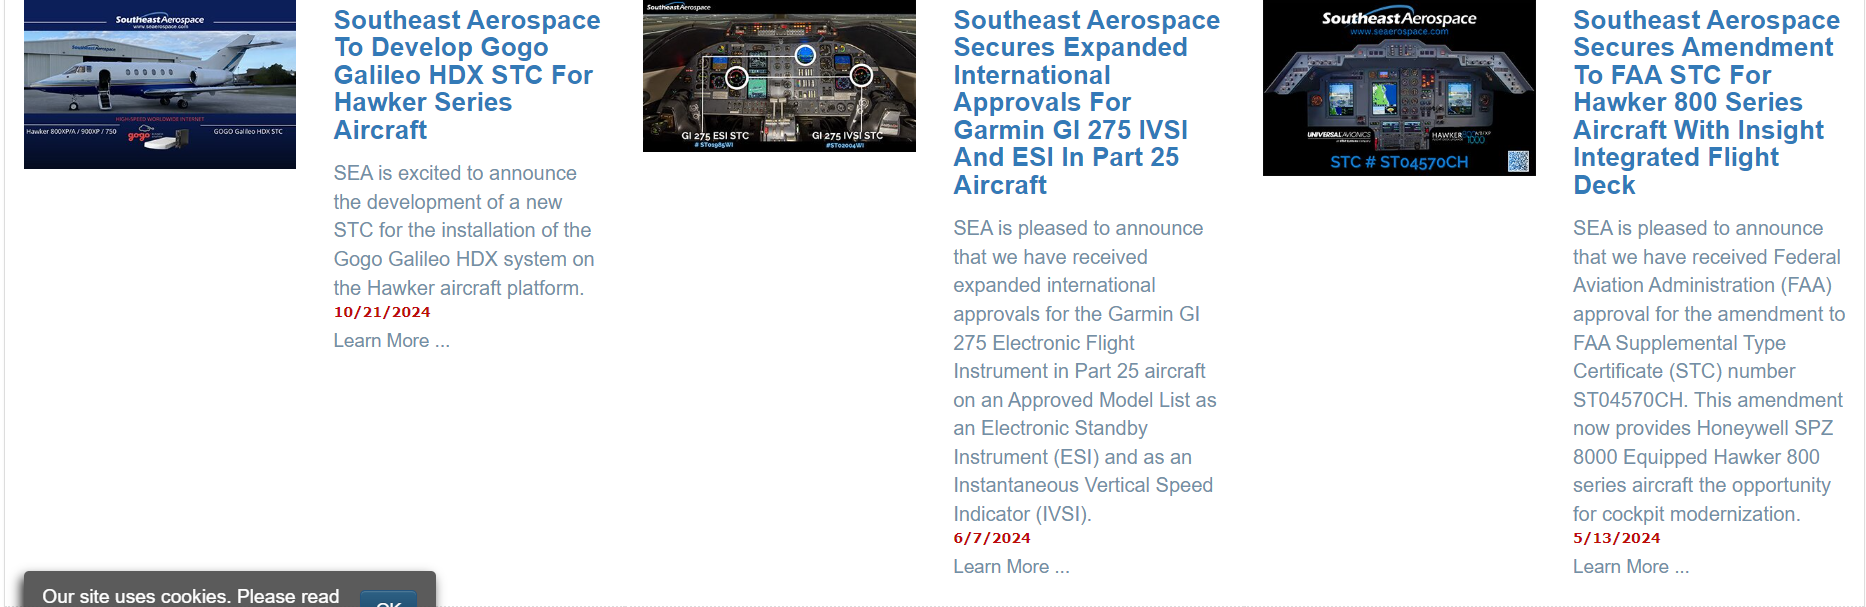 Southeast Aerospace
www.seaerospace.com
HIGH-SPEED WORLDWIDE INTERNET
Hawker 800XP/A / 900XP / 750
gogo
GOGO Galileo HDX STC
Southeast Aerospace
To Develop Gogo
Galileo HDX STC For
Hawker Series
Aircraft
SEA is excited to announce
the development of a new
STC for the installation of the
Gogo Galileo HDX system on
the Hawker aircraft platform.
10/21/2024
Learn More ...
Southeast Aerospace
GI 275 ESI STC
# ST01985WI
GI 275 IVSI STC
#ST02004WI
Southeast Aerospace
Secures Expanded
International
Approvals For
Garmin GI 275 IVSI
And ESI In Part 25
Aircraft
SEA is pleased to announce
that we have received
expanded international
approvals for the Garmin GI
275 Electronic Flight
Instrument in Part 25 aircraft
on an Approved Model List as
an Electronic Standby
Instrument (ESI) and as an
Instantaneous Vertical Speed
Indicator (IVSI).
6/7/2024
Learn More ...
Southeast Aerospace
www.seaerospace.com
UNIVERSAL AVIONICS
HAWKER
1000
STC # ST04570CH
Southeast Aerospace
Secures Amendment
To FAA STC For
Hawker 800 Series
Aircraft With Insight
Integrated Flight
Deck
SEA is pleased to announce
that we have received Federal
Aviation Administration (FAA)
approval for the amendment to
FAA Supplemental Type
Certificate (STC) number
ST04570CH. This amendment
now provides Honeywell SPZ
8000 Equipped Hawker 800
series aircraft the opportunity
for cockpit modernization.
5/13/2024
Learn More ...
Our site uses cookies. Please read
OK